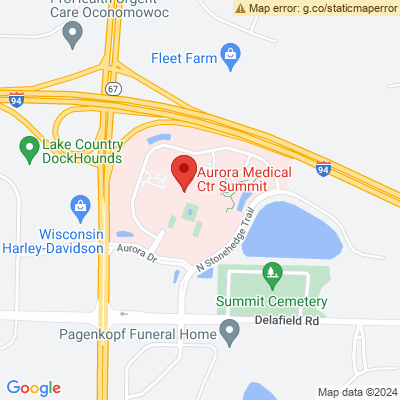 ProHealth Urgent
Care Oconomowoc
Map error: g.co/staticmaperror
Fleet Farm
94
67
Lake Country
DockHounds
Aurora Medical
Ctr Summit
94
Wisconsin
Harley-Davidson
Aurora Dr
N Stonehedge Trail
Summit Cemetery
Delafield Rd
Pagenkopf Funeral Home
Google
Map data ©2024